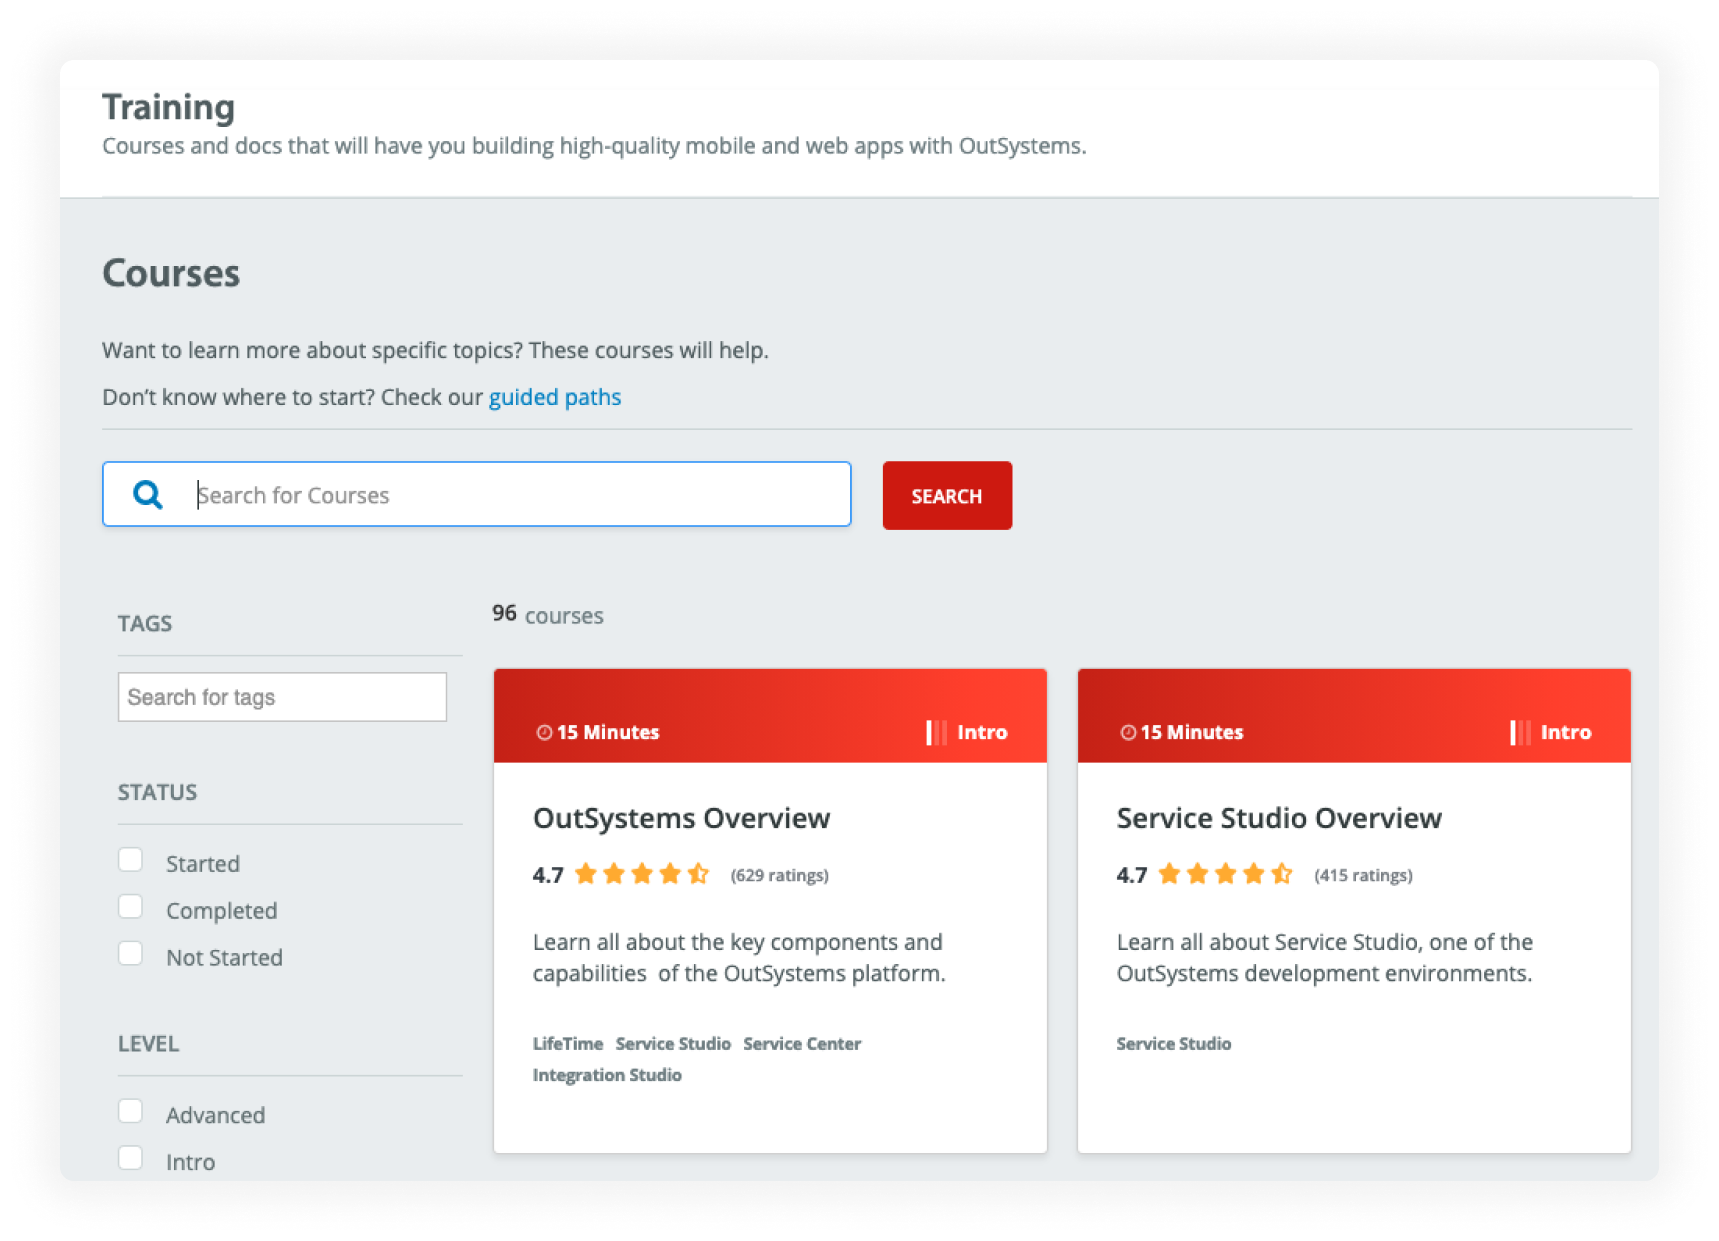 Training
Courses and docs that will have you building high-quality mobile and web apps with OutSystems.
Courses
Want to learn more about specific topics? These courses will help.
Don't know where to start? Check our guided paths
Search for Courses
SEARCH
TAGS
Search for tags
STATUS
Started
Completed
Not Started
LEVEL
Advanced
Intro
96 courses
15 Minutes
Intro
OutSystems Overview
4.7 (629 ratings)
Learn all about the key components and
capabilities of the OutSystems platform.
LifeTime Service Studio Service Center
Integration Studio
15 Minutes
Intro
Service Studio Overview
4.7 (415 ratings)
Learn all about Service Studio, one of the
OutSystems development environments.
Service Studio